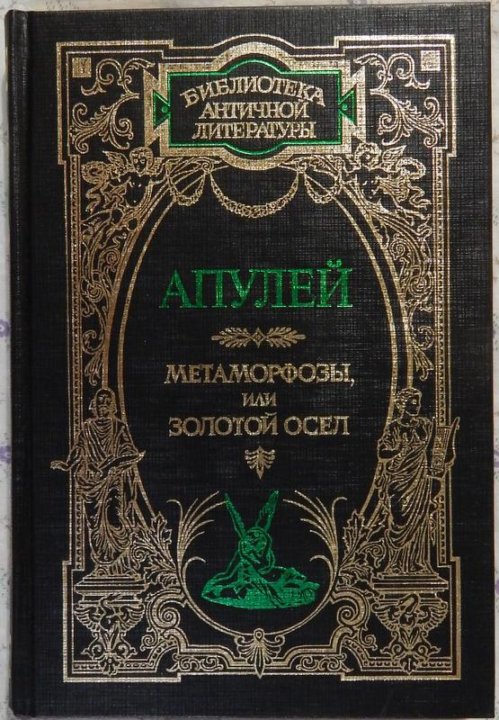 БИБЛИОТЕКА
АНТИЧНОЙ
ЛИТЕРАТУРЫ
АПУЛЕЙ
МЕТАМОРФОЗЫ,
ИЛИ
ЗОЛОТОЙ ОСЕЛ